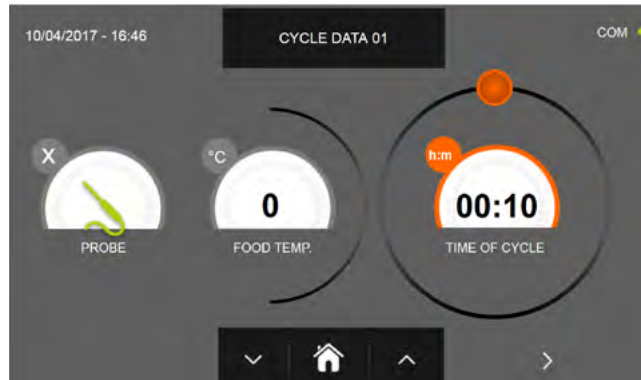 10/04/2017 - 16:46
CYCLE DATA 01
COM
X
°C
h:m
0
00:10
PROBE
FOOD TEMP.
TIME OF CYCLE